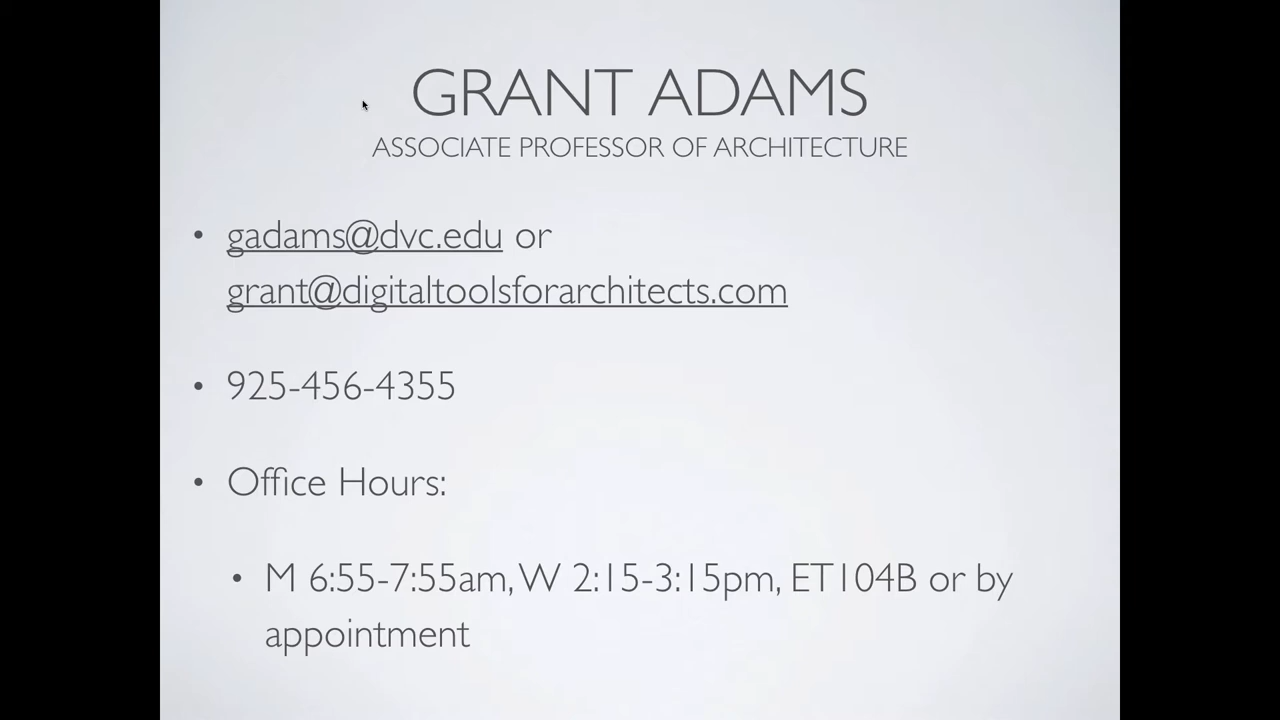 GRANT ADAMS
ASSOCIATE PROFESSOR OF ARCHITECTURE
• gadams@dvc.edu or
grant@digitaltoolsforarchitects.com
• 925-456-4355
• Office Hours:
• M 6:55-7:55am, W 2:15-3:15pm, ET104B or by
appointment